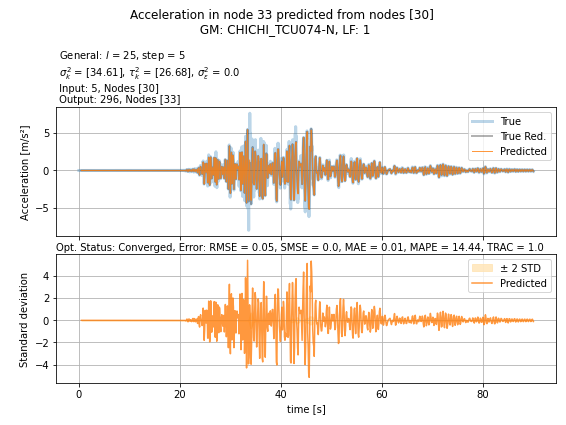 Acceleration in node 33 predicted from nodes [30]
GM: CHICHI_TCU074-N, LF: 1
General: l = 25, step = 5
σ²ₖ = [34.61], τ²ₖ = [26.68], σ²ε = 0.0
Input: 5, Nodes [30]
Output: 296, Nodes [33]
Acceleration [m/s²]
5
0
−5
True
True Red.
Predicted
Opt. Status: Converged, Error: RMSE = 0.05, SMSE = 0.0, MAE = 0.01, MAPE = 14.44, TRAC = 1.0
Standard deviation
4
2
0
−2
−4
± 2 STD
Predicted
0 20 40 60 80
time [s]